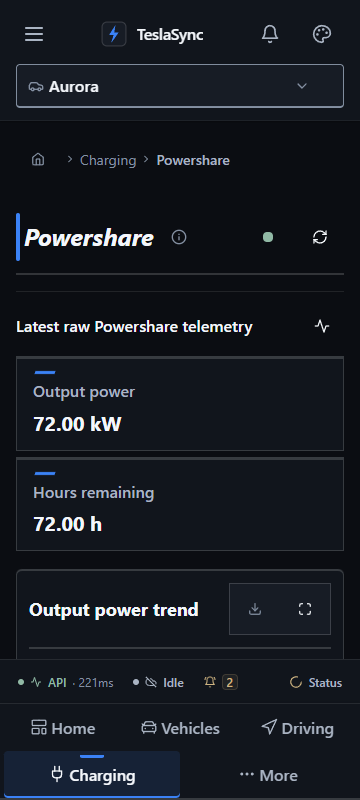 TeslaSync
Aurora
Charging Powershare
Powershare
Latest raw Powershare telemetry
Output power
72.00 kW
Hours remaining
72.00 h
Output power trend
API · 221ms Idle 2 Status
Home Vehicles Driving
Charging More